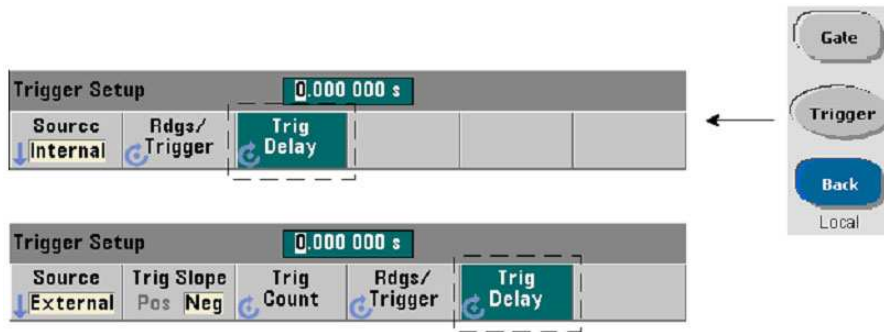 Trigger Setup 0.000 000 s
Source Rdgs/ Trig
Internal Trigger Delay
Trigger Setup 0.000 000 s
Source Trig Slope Trig Rdgs/ Trig
External Pos Neg Count Trigger Delay
Gate
Trigger
Back
Local